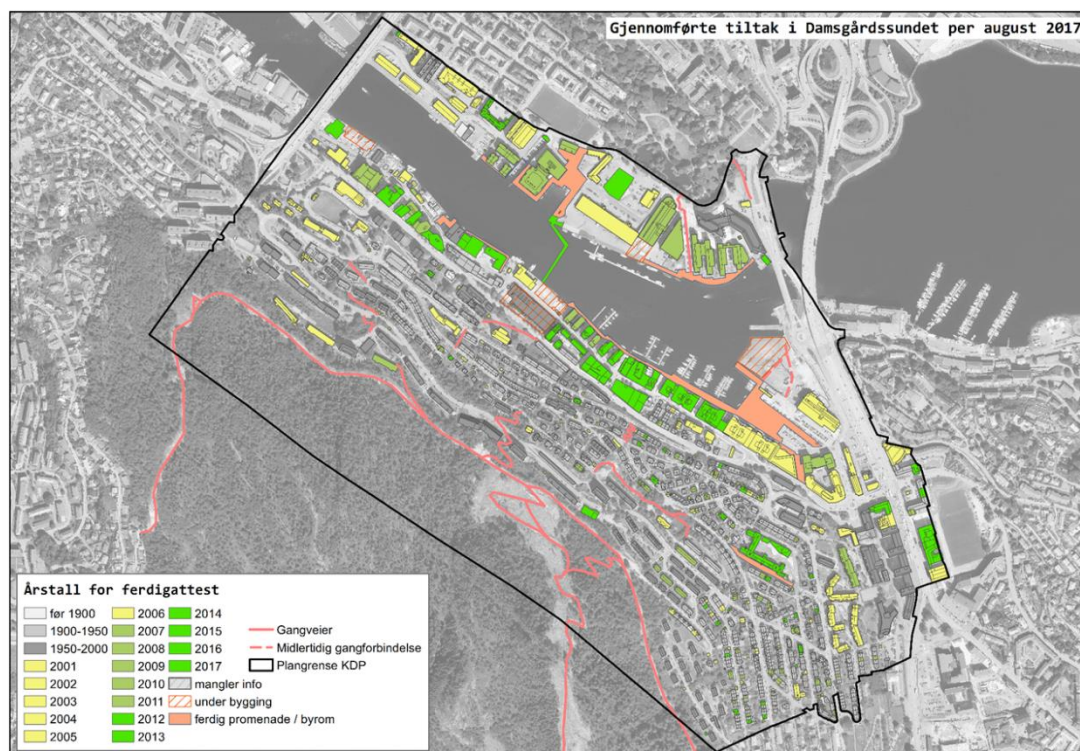 Gjennomførte tiltak i Damsgårdssundet per august 2017
Årstall for ferdigattest
før 1900
1900-1950
1950-2000
2001
2002
2003
2004
2005
2006
2007
2008
2009
2010
2011
2012
2013
2014
2015
2016
2017
mangler info
under bygging
ferdig promenade / byrom
Gangveier
Midlertidig gangforbindelse
Plangrense KDP